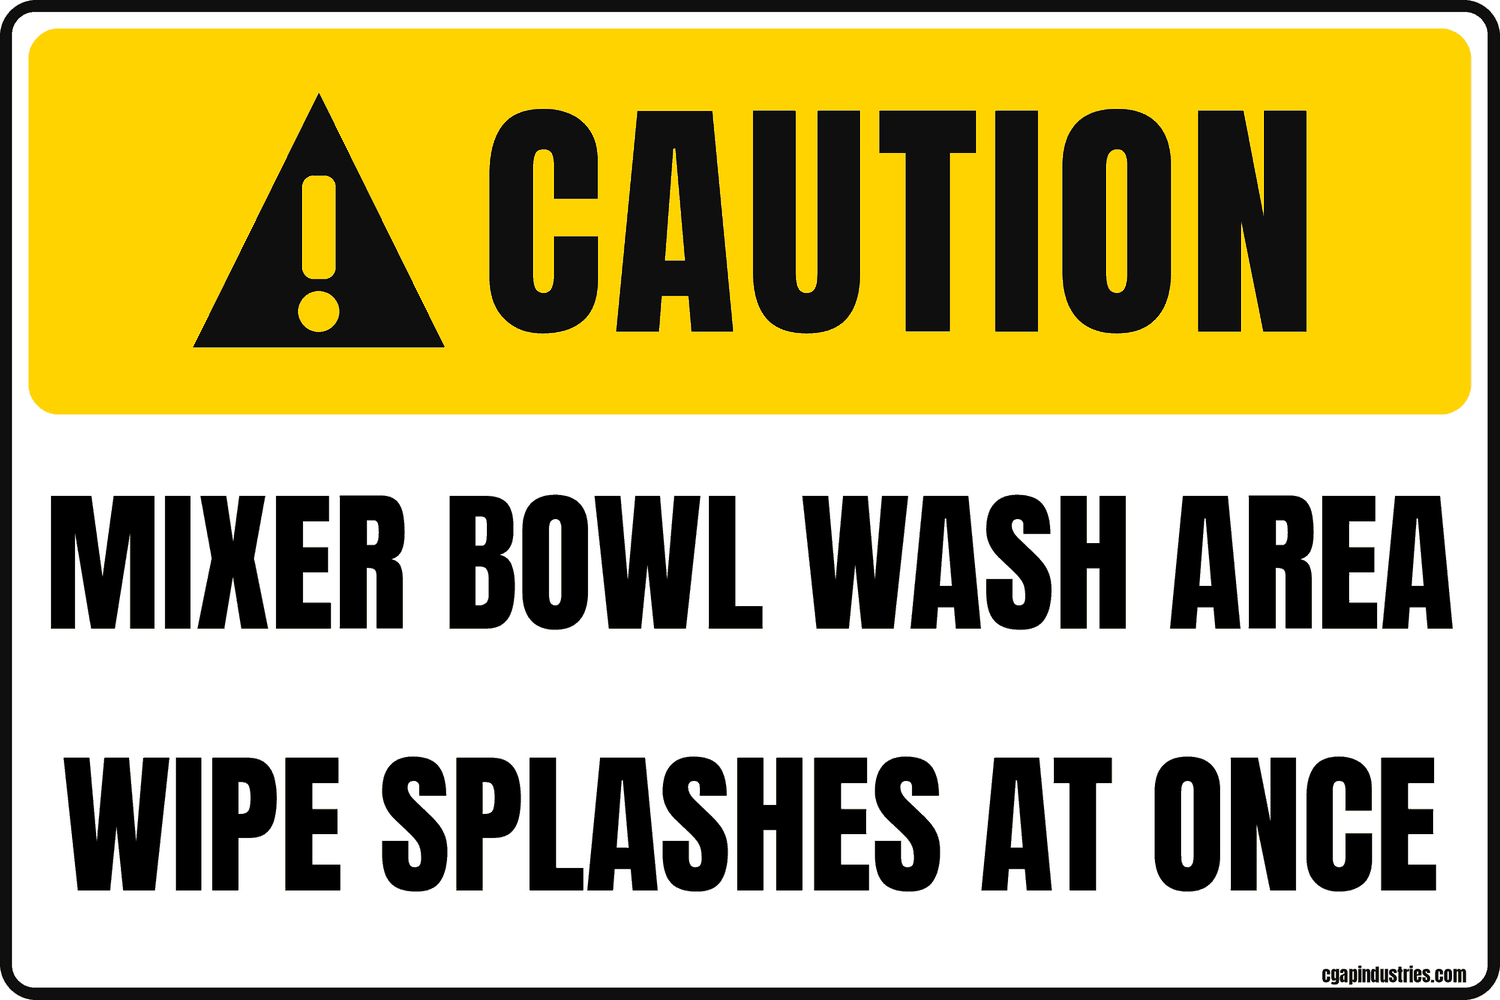 CAUTION
MIXER BOWL WASH AREA
WIPE SPLASHES AT ONCE
cgapindustries.com